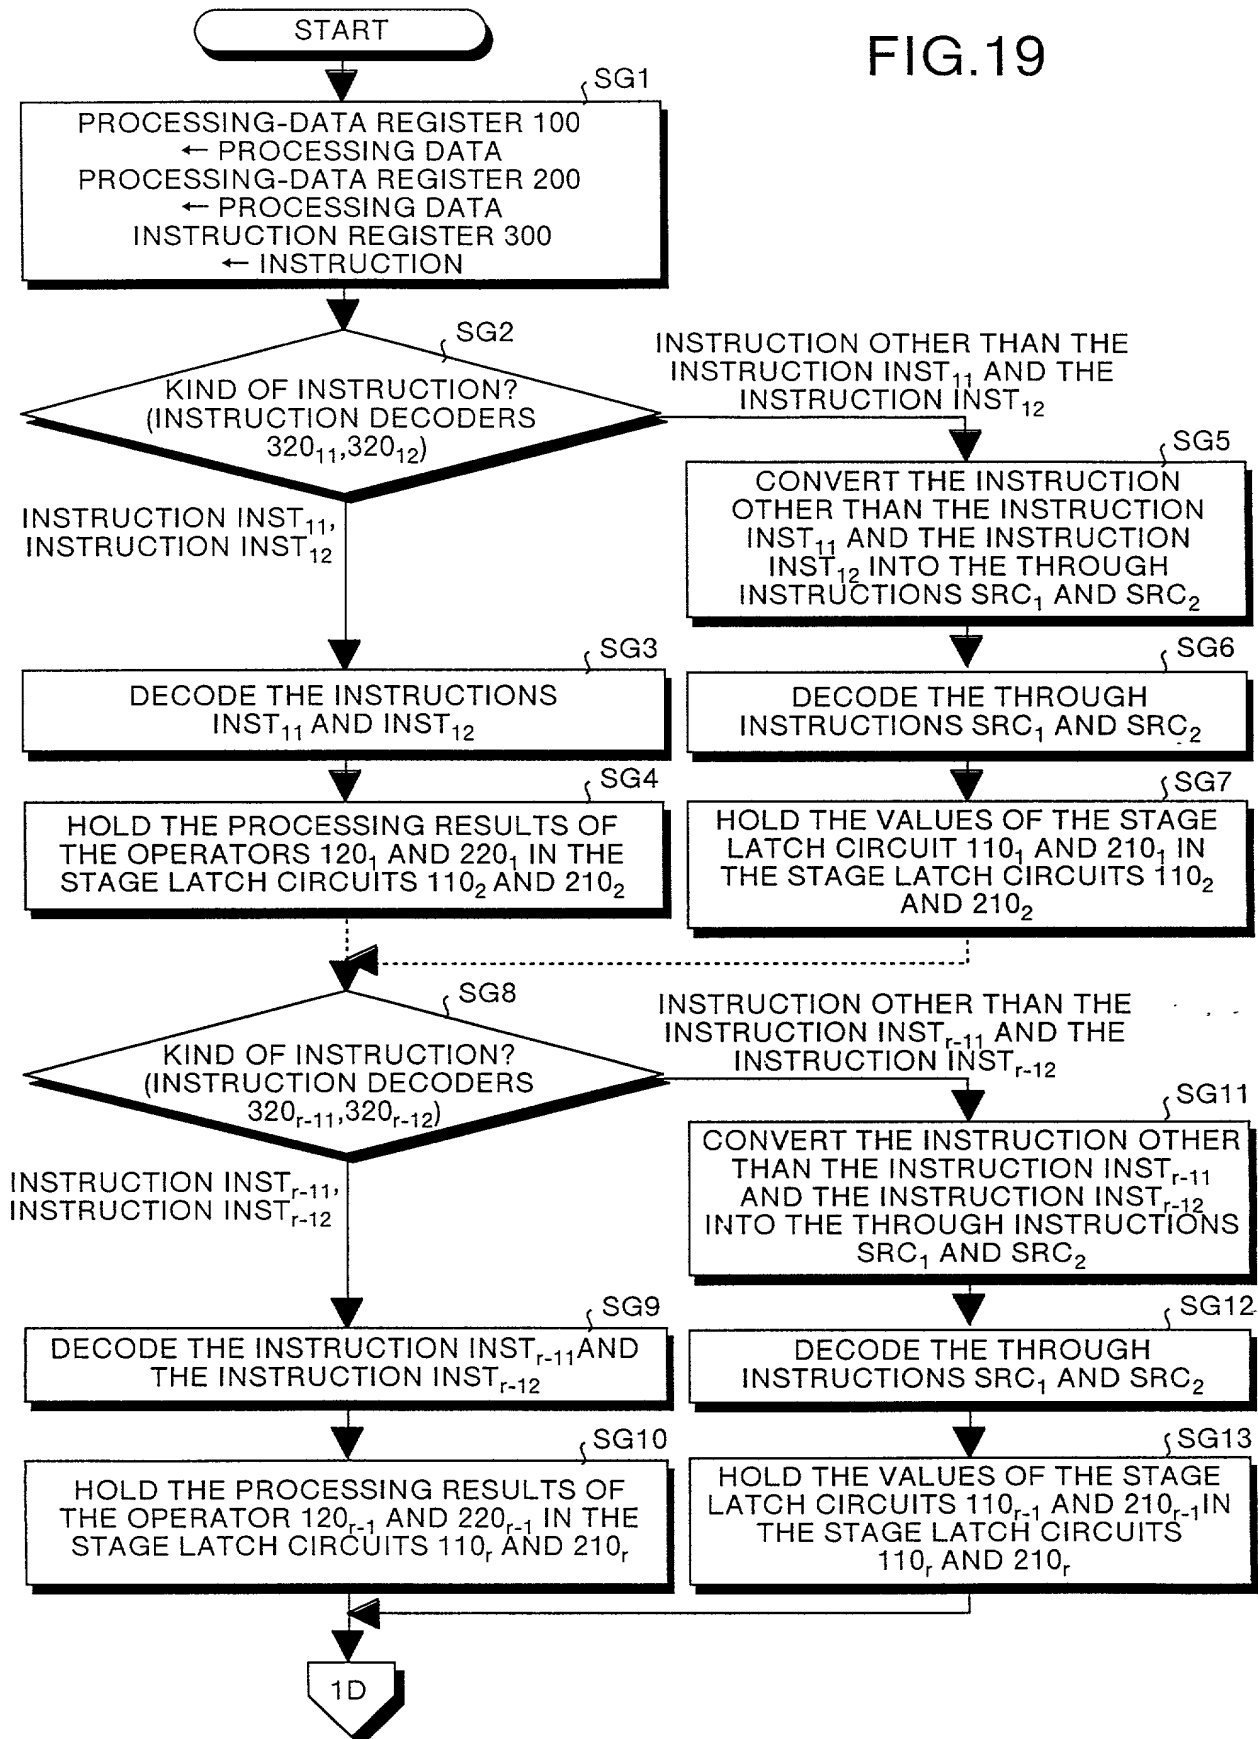 START
FIG.19
SG1
PROCESSING-DATA REGISTER 100
← PROCESSING DATA
PROCESSING-DATA REGISTER 200
← PROCESSING DATA
INSTRUCTION REGISTER 300
← INSTRUCTION
SG2
KIND OF INSTRUCTION?
(INSTRUCTION DECODERS
320₁₁,320₁₂)
INSTRUCTION OTHER THAN THE
INSTRUCTION INST₁₁ AND THE
INSTRUCTION INST₁₂
INSTRUCTION INST₁₁,
INSTRUCTION INST₁₂
SG5
CONVERT THE INSTRUCTION
OTHER THAN THE INSTRUCTION
INST₁₁ AND THE INSTRUCTION
INST₁₂ INTO THE THROUGH
INSTRUCTIONS SRC₁ AND SRC₂
SG3
DECODE THE INSTRUCTIONS
INST₁₁ AND INST₁₂
SG6
DECODE THE THROUGH
INSTRUCTIONS SRC₁ AND SRC₂
SG4
HOLD THE PROCESSING RESULTS OF
THE OPERATORS 120₁ AND 220₁ IN THE
STAGE LATCH CIRCUITS 110₂ AND 210₂
SG7
HOLD THE VALUES OF THE STAGE
LATCH CIRCUIT 110₁ AND 210₁ IN
THE STAGE LATCH CIRCUITS 110₂
AND 210₂
SG8
KIND OF INSTRUCTION?
(INSTRUCTION DECODERS
320ᵣ₋₁₁,320ᵣ₋₁₂)
INSTRUCTION OTHER THAN THE
INSTRUCTION INSTᵣ₋₁₁ AND THE
INSTRUCTION INSTᵣ₋₁₂
INSTRUCTION INSTᵣ₋₁₁,
INSTRUCTION INSTᵣ₋₁₂
SG11
CONVERT THE INSTRUCTION OTHER
THAN THE INSTRUCTION INSTᵣ₋₁₁
AND THE INSTRUCTION INSTᵣ₋₁₂
INTO THE THROUGH INSTRUCTIONS
SRC₁ AND SRC₂
SG9
DECODE THE INSTRUCTION INSTᵣ₋₁₁AND
THE INSTRUCTION INSTᵣ₋₁₂
SG12
DECODE THE THROUGH
INSTRUCTIONS SRC₁ AND SRC₂
SG10
HOLD THE PROCESSING RESULTS OF
THE OPERATOR 120ᵣ₋₁ AND 220ᵣ₋₁ IN THE
STAGE LATCH CIRCUITS 110ᵣ AND 210ᵣ
SG13
HOLD THE VALUES OF THE STAGE
LATCH CIRCUITS 110ᵣ₋₁ AND 210ᵣ₋₁IN
THE STAGE LATCH CIRCUITS
110ᵣ AND 210ᵣ
1D